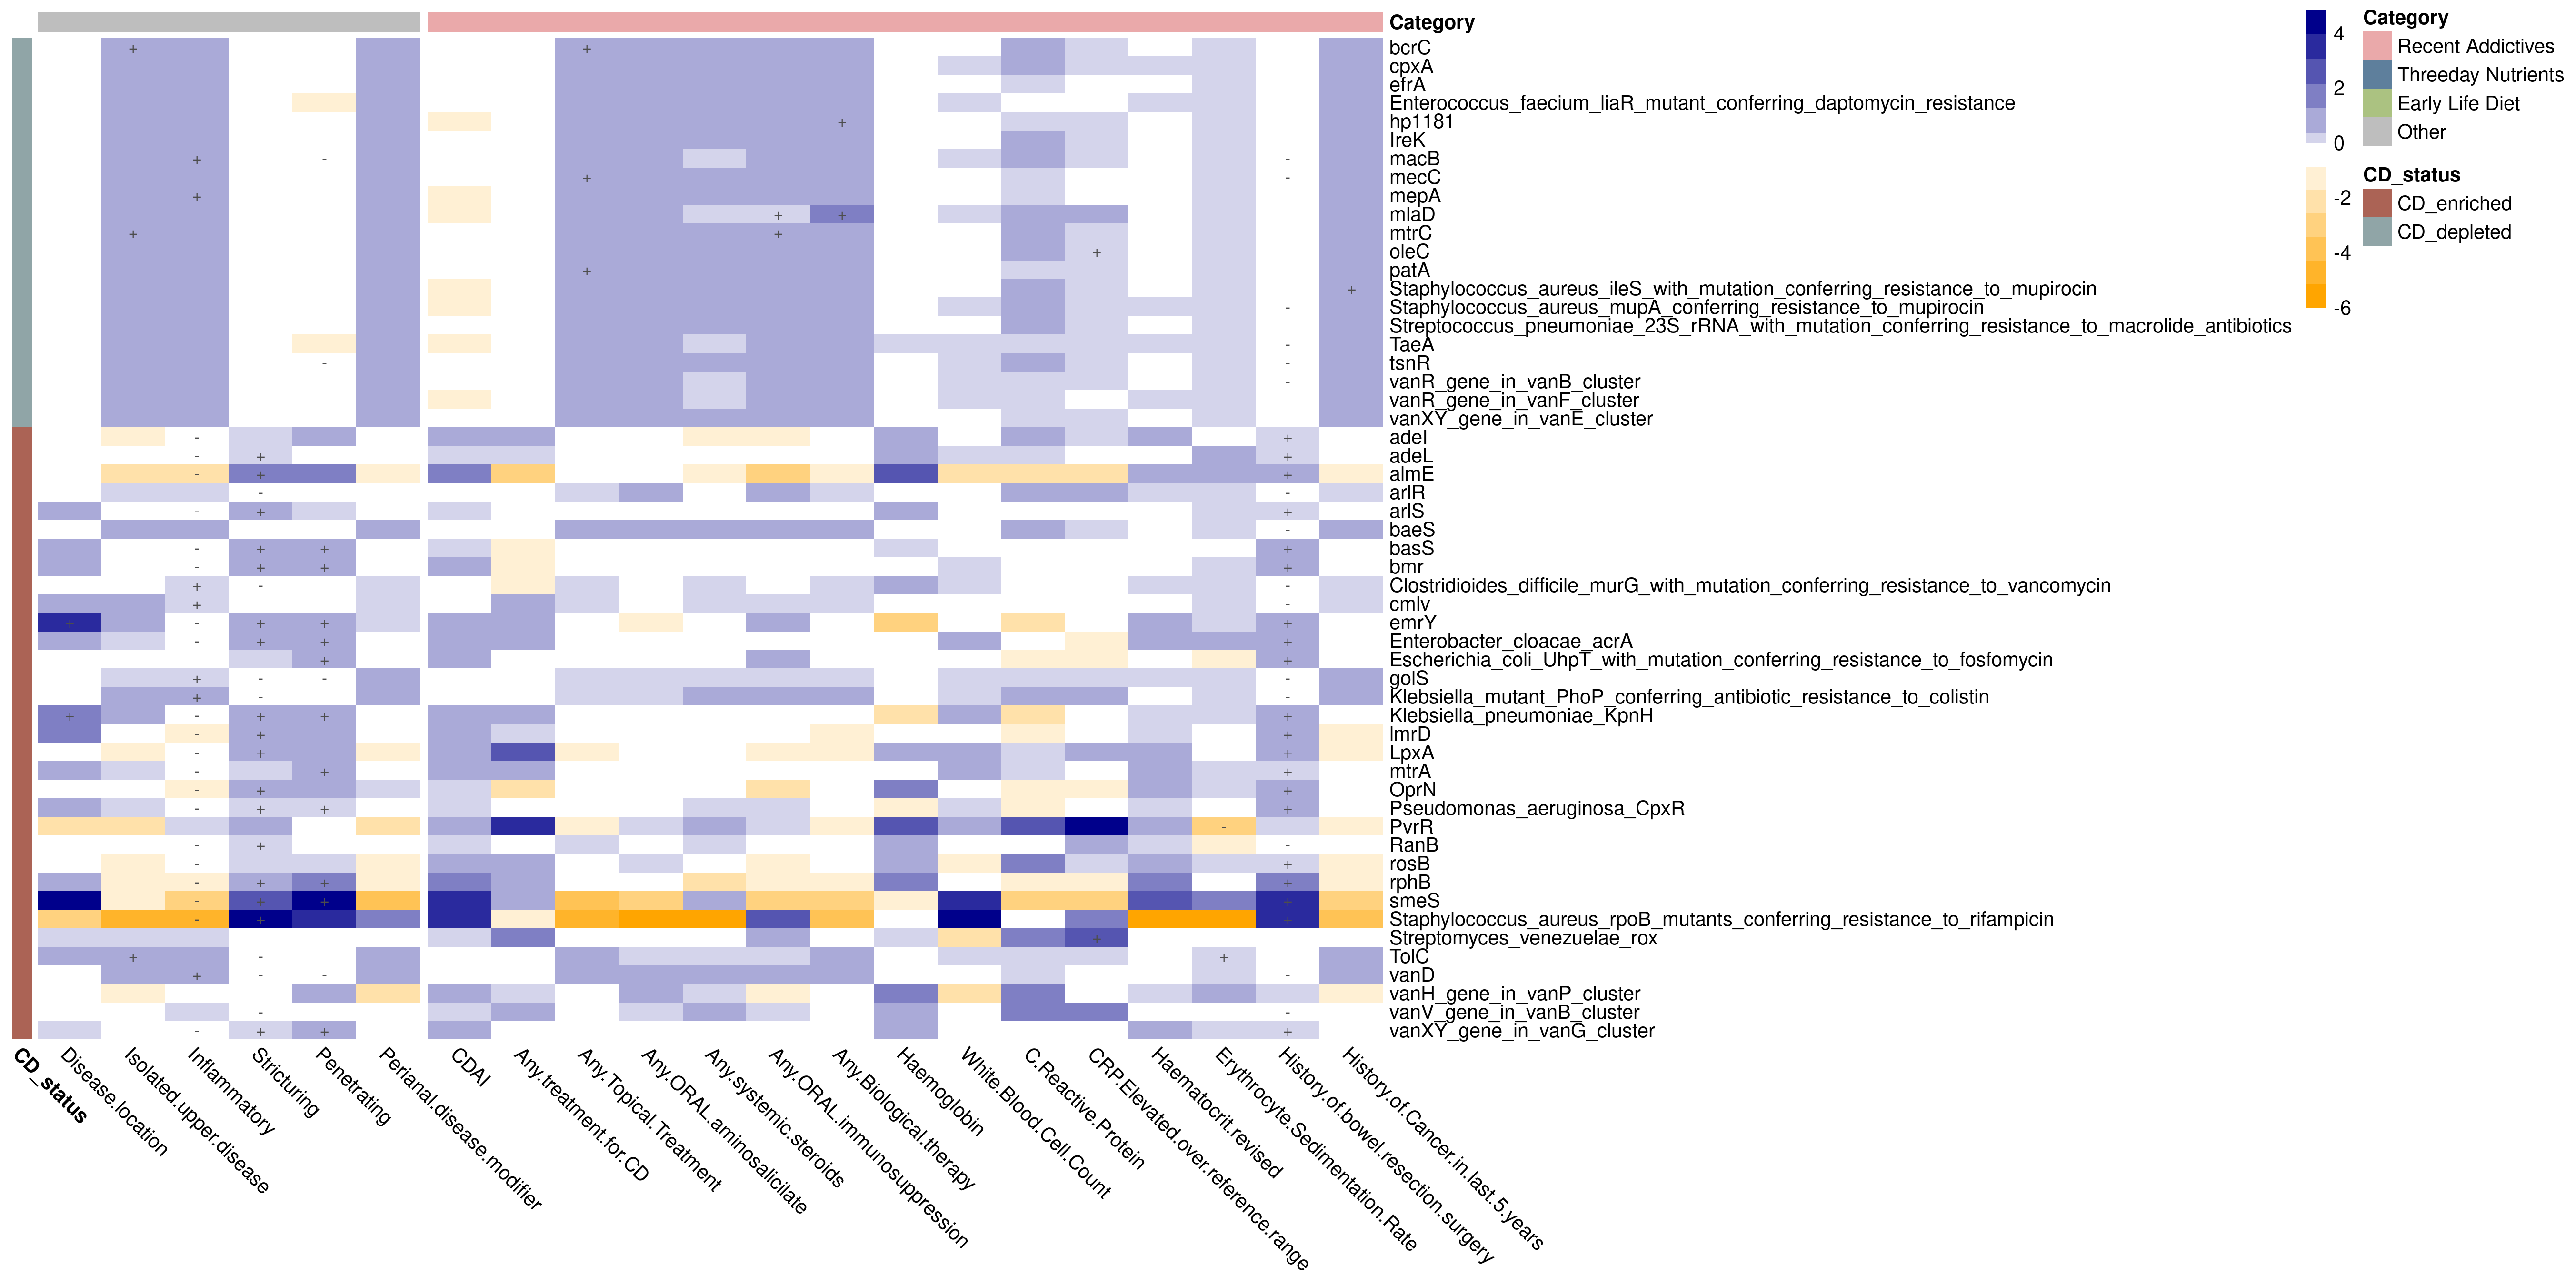 Category
bcrC
cpxA
efrA
Enterococcus_faecium_liaR_mutant_conferring_daptomycin_resistance
hp1181
IreK
macB
mecC
mepA
mlaD
mtrC
oleC
patA
Staphylococcus_aureus_ileS_with_mutation_conferring_resistance_to_mupirocin
Staphylococcus_aureus_mupA_conferring_resistance_to_mupirocin
Streptococcus_pneumoniae_23S_rRNA_with_mutation_conferring_resistance_to_macrolide_antibiotics
TaeA
tsnR
vanR_gene_in_vanB_cluster
vanR_gene_in_vanF_cluster
vanXY_gene_in_vanE_cluster
adeI
adeL
almE
arlR
arlS
baeS
basS
bmr
Clostridioides_difficile_murG_with_mutation_conferring_resistance_to_vancomycin
cmlv
emrY
Enterobacter_cloacae_acrA
Escherichia_coli_UhpT_with_mutation_conferring_resistance_to_fosfomycin
golS
Klebsiella_mutant_PhoP_conferring_antibiotic_resistance_to_colistin
Klebsiella_pneumoniae_KpnH
lmrD
LpxA
mtrA
OprN
Pseudomonas_aeruginosa_CpxR
PvrR
RanB
rosB
rphB
smeS
Staphylococcus_aureus_rpoB_mutants_conferring_resistance_to_rifampicin
Streptomyces_venezuelae_rox
TolC
vanD
vanH_gene_in_vanP_cluster
vanV_gene_in_vanB_cluster
vanXY_gene_in_vanG_cluster
CD_status
Disease.location
Isolated.upper.disease
Inflammatory
Stricturing
Penetrating
Perianal.disease.modifier
CDAI
Any.treatment.for.CD
Any.Topical.Treatment
Any.ORAL.aminosalicilate
Any.systemic.steroids
Any.ORAL.immunosuppression
Any.Biological.therapy
Haemoglobin
White.Blood.Cell.Count
C.Reactive.Protein
CRP.Elevated.over.reference.range
Haematocrit.revised
Erythrocyte.Sedimentation.Rate
History.of.bowel.resection.surgery
History.of.Cancer.in.last.5.years
4
2
0
-2
-4
-6
Category
Recent Addictives
Threeday Nutrients
Early Life Diet
Other
CD_status
CD_enriched
CD_depleted